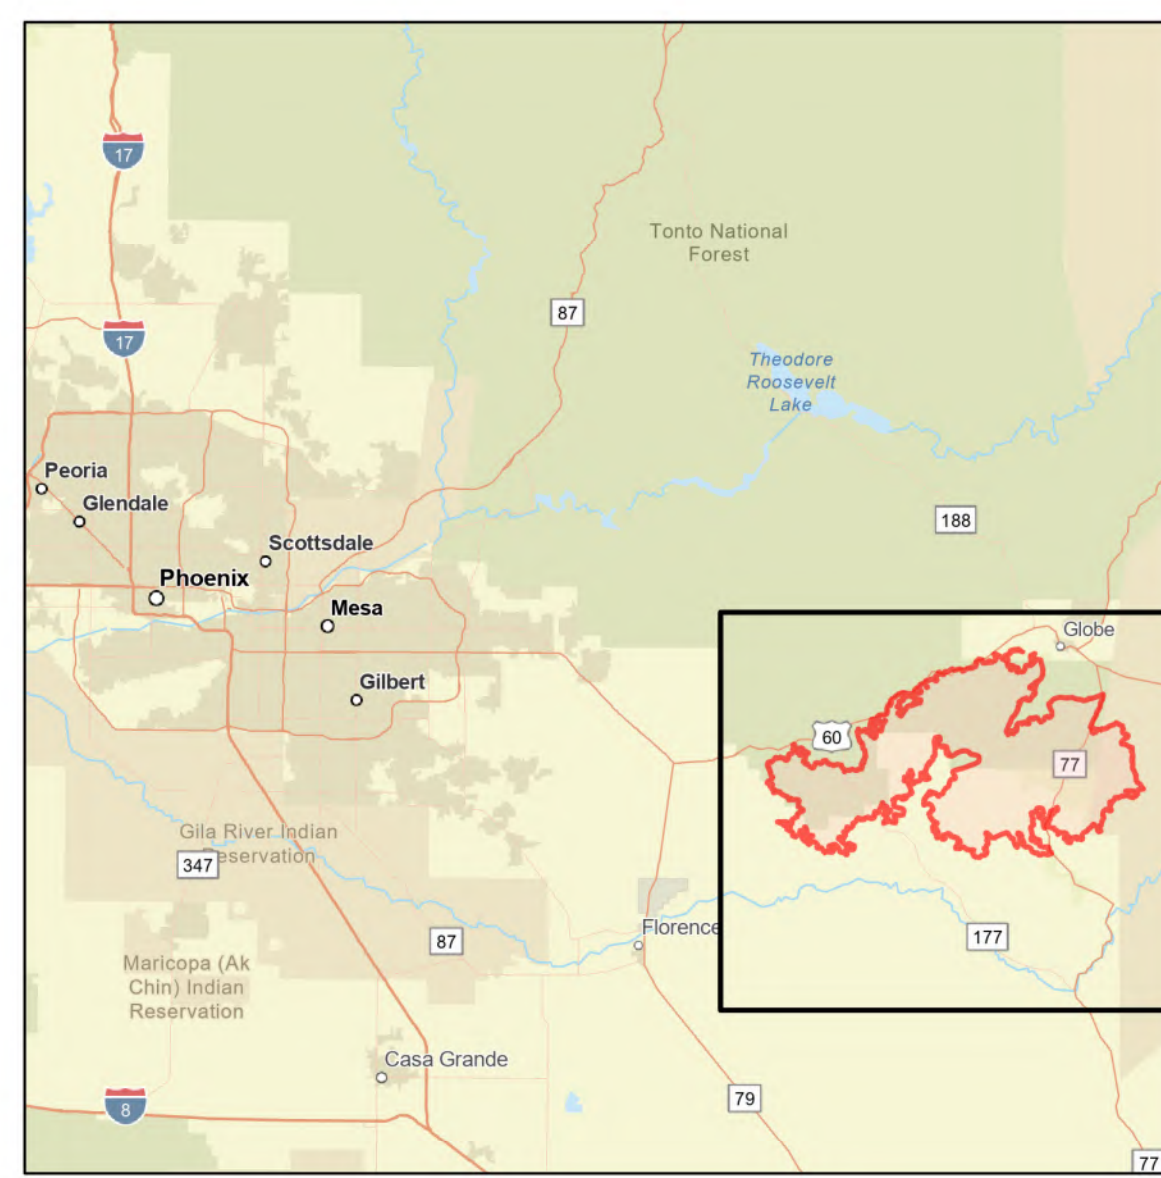 17
Tonto National
Forest
87
17
Theodore
Roosevelt
Lake
Peoria
Glendale
188
Scottsdale
Phoenix
Mesa
Globe
Gilbert
60
77
Gila River Indian
Reservation
347
Florence
87
177
Maricopa (Ak
Chin) Indian
Reservation
Casa Grande
79
8
77